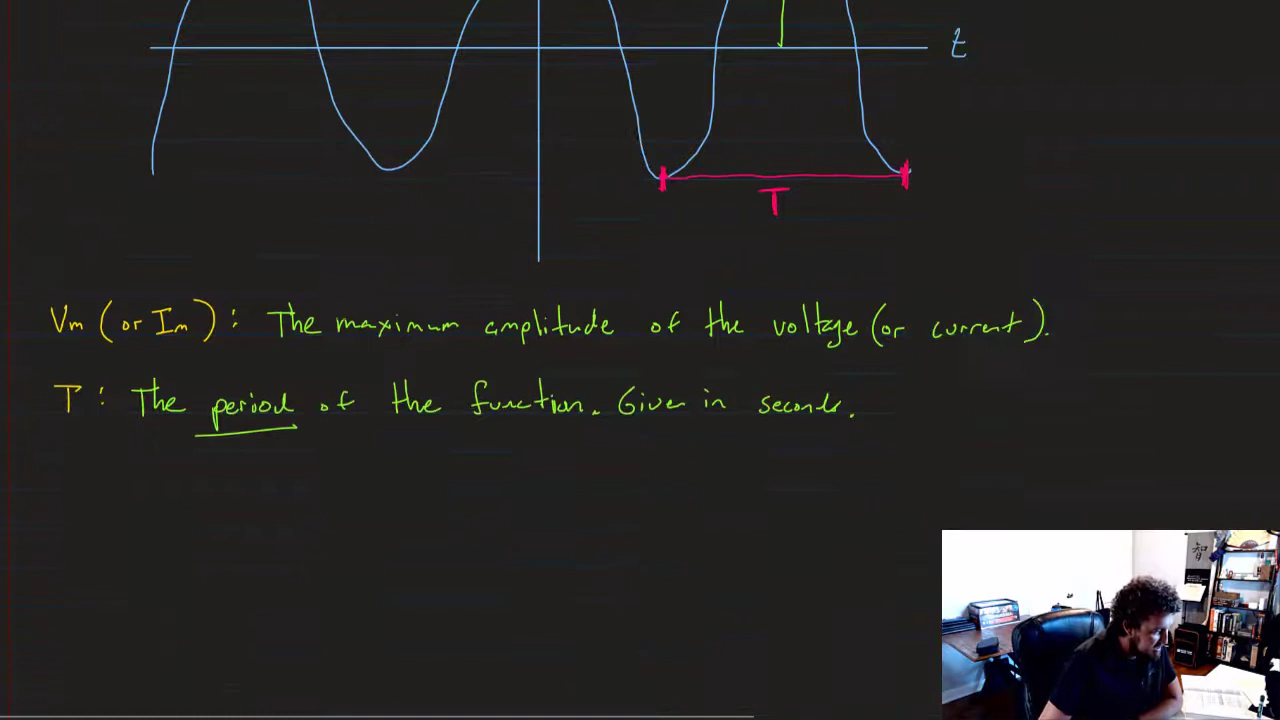 t
T
Vm (or Im) : The maximum amplitude of the voltage (or current).
T : The period of the function. Given in seconds.
智